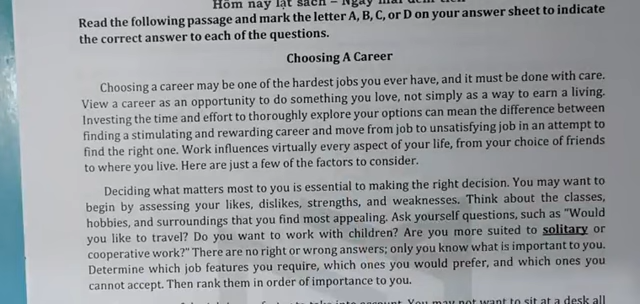 Hôm nay lật sách – Ngày mai
Read the following passage and mark the letter A, B, C, or D on your answer sheet to indicate
the correct answer to each of the questions.
Choosing A Career
Choosing a career may be one of the hardest jobs you ever have, and it must be done with care.
View a career as an opportunity to do something you love, not simply as a way to earn a living.
Investing the time and effort to thoroughly explore your options can mean the difference between
finding a stimulating and rewarding career and move from job to unsatisfying job in an attempt to
find the right one. Work influences virtually every aspect of your life, from your choice of friends
to where you live. Here are just a few of the factors to consider.
Deciding what matters most to you is essential to making the right decision. You may want to
begin by assessing your likes, dislikes, strengths, and weaknesses. Think about the classes,
hobbies, and surroundings that you find most appealing. Ask yourself questions, such as "Would
you like to travel? Do you want to work with children? Are you more suited to solitary or
cooperative work?" There are no right or wrong answers; only you know what is important to you.
Determine which job features you require, which ones you would prefer, and which ones you
cannot accept. Then rank them in order of importance to you.
account. You may not want to sit at a desk all